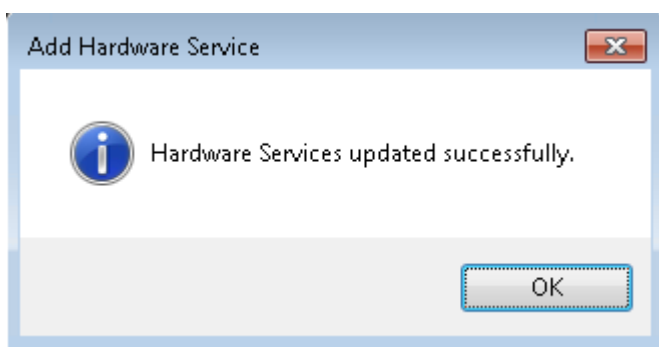 Add Hardware Service
Hardware Services updated successfully.
OK